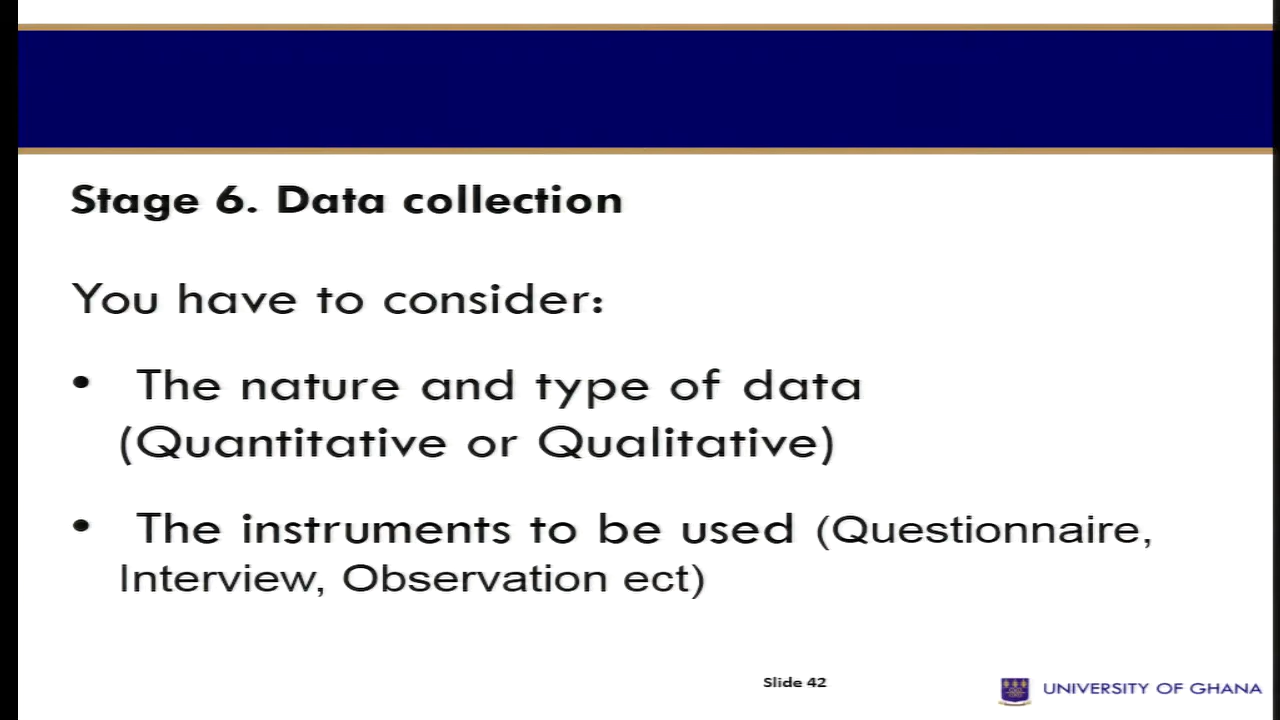 Stage 6. Data collection
You have to consider:
• The nature and type of data
(Quantitative or Qualitative)
• The instruments to be used (Questionnaire,
Interview, Observation ect)
Slide 42
UNIVERSITY OF GHANA